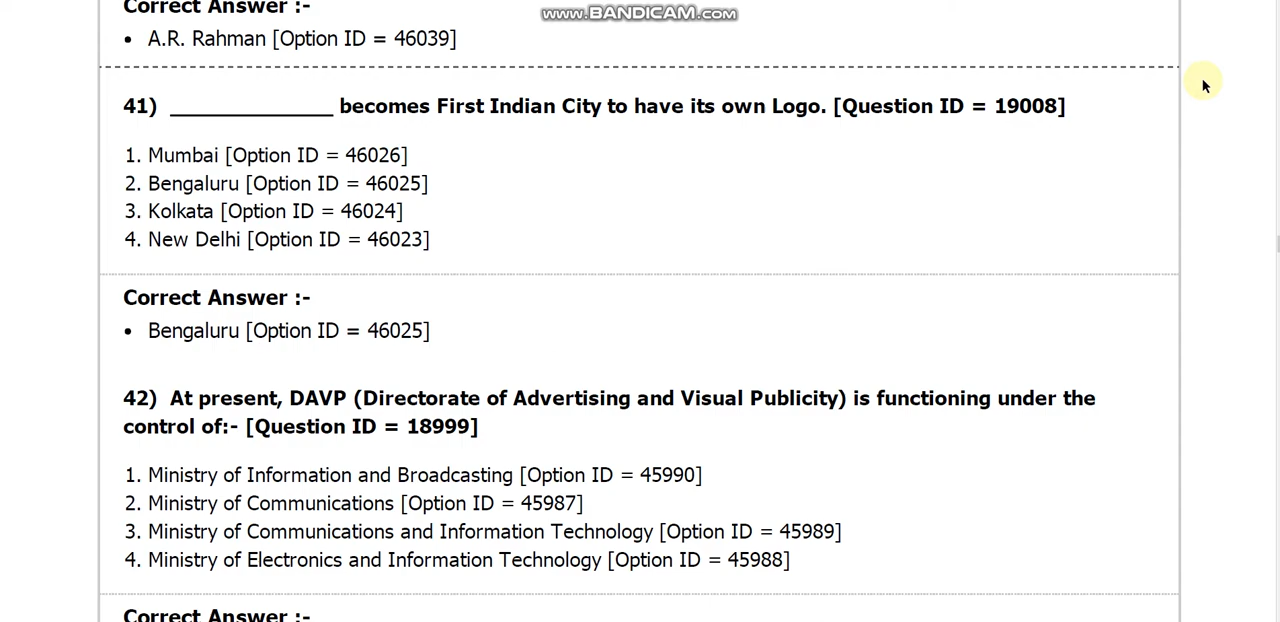 Correct Answer :-
www.BANDICAM.com
• A.R. Rahman [Option ID = 46039]
41) ______________ becomes First Indian City to have its own Logo. [Question ID = 19008]
1. Mumbai [Option ID = 46026]
2. Bengaluru [Option ID = 46025]
3. Kolkata [Option ID = 46024]
4. New Delhi [Option ID = 46023]
Correct Answer :-
• Bengaluru [Option ID = 46025]
42) At present, DAVP (Directorate of Advertising and Visual Publicity) is functioning under the
control of:- [Question ID = 18999]
1. Ministry of Information and Broadcasting [Option ID = 45990]
2. Ministry of Communications [Option ID = 45987]
3. Ministry of Communications and Information Technology [Option ID = 45989]
4. Ministry of Electronics and Information Technology [Option ID = 45988]
Correct Answer :-